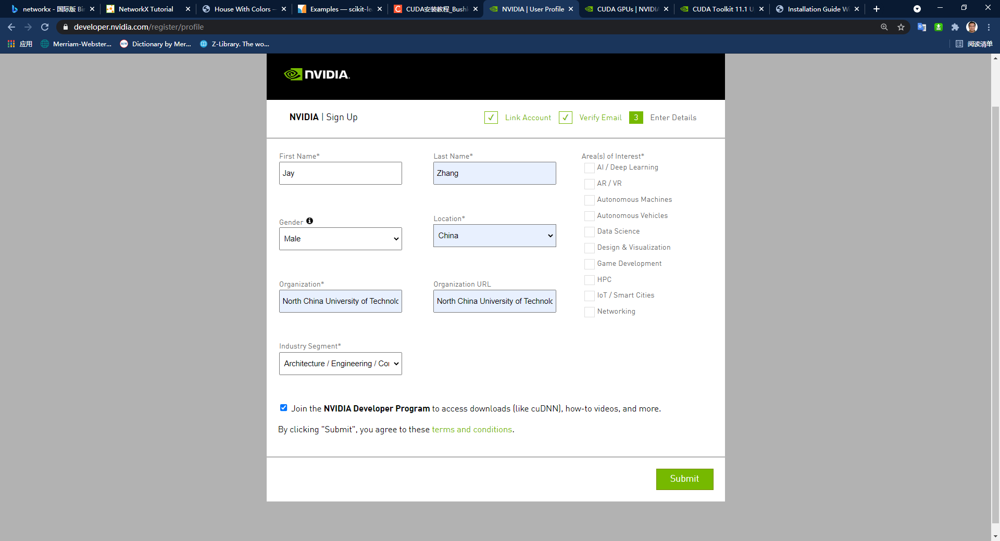 networkx - 国际版 Bi
NetworkX Tutorial
House With Colors —
Examples — scikit-le
CUDA安装教程_Bush
NVIDIA | User Profile
CUDA GPUs | NVIDIA
CUDA Toolkit 11.1 U
Installation Guide W
developer.nvidia.com/register/profile
应用
Merriam-Webster...
Dictionary by Mer...
Z-Library. The wo...
阅读清单
NVIDIA.
NVIDIA | Sign Up
✓ Link Account ✓ Verify Email 3 Enter Details
First Name*
Jay
Last Name*
Zhang
Gender
Male
Location*
China
Organization*
North China University of Technolo
Organization URL
North China University of Technolo
Industry Segment*
Architecture / Engineering / Cor
Area(s) of Interest*
AI / Deep Learning
AR / VR
Autonomous Machines
Autonomous Vehicles
Data Science
Design & Visualization
Game Development
HPC
IoT / Smart Cities
Networking
Join the NVIDIA Developer Program to access downloads (like cuDNN), how-to videos, and more.
By clicking "Submit", you agree to these terms and conditions.
Submit